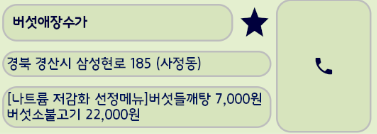 버섯애장수가
경북 경산시 삼성현로 185 (사정동)
[나트륨 저감화 선정메뉴]버섯들깨탕 7,000원
버섯소불고기 22,000원